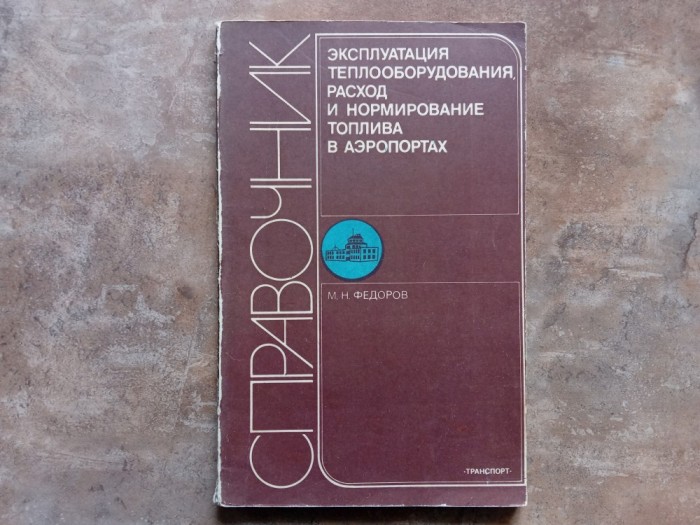 СПРАВОЧНИК
ЭКСПЛУАТАЦИЯ
ТЕПЛООБОРУДОВАНИЯ,
РАСХОД
И НОРМИРОВАНИЕ
ТОПЛИВА
В АЭРОПОРТАХ
М. Н. ФЕДОРОВ
·ТРАНСПОРТ·